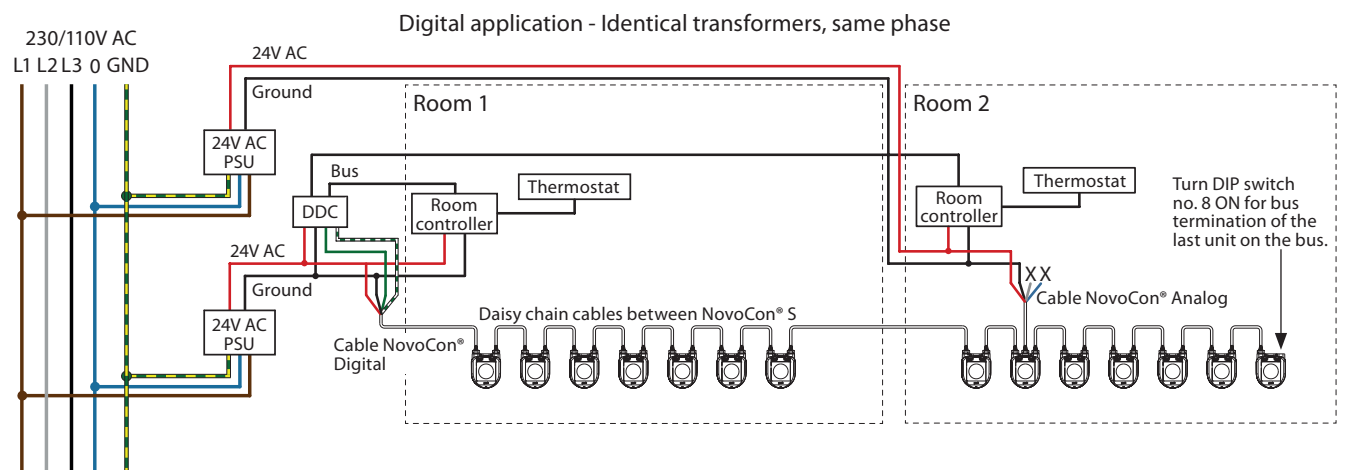 Digital application - Identical transformers, same phase
230/110V AC
L1 L2 L3 0 GND
24V AC
Ground
24V AC
PSU
Room 1
Room 2
Bus
DDC
Room
controller
Thermostat
Room
controller
Thermostat
Turn DIP switch
no. 8 ON for bus
termination of the
last unit on the bus.
24V AC
Ground
24V AC
PSU
X X
Cable NovoCon® Analog
Daisy chain cables between NovoCon® S
Cable NovoCon®
Digital